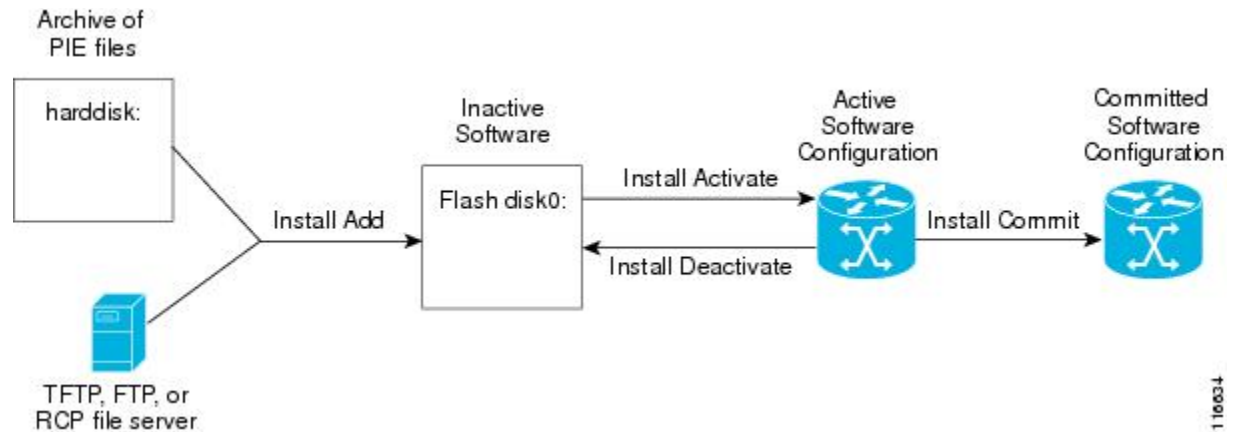 Archive of
PIE files
harddisk:
Inactive
Software
Flash disk0:
Active
Software
Configuration
Committed
Software
Configuration
Install Add
Install Activate
Install Deactivate
Install Commit
TFTP, FTP, or
RCP file server
116634